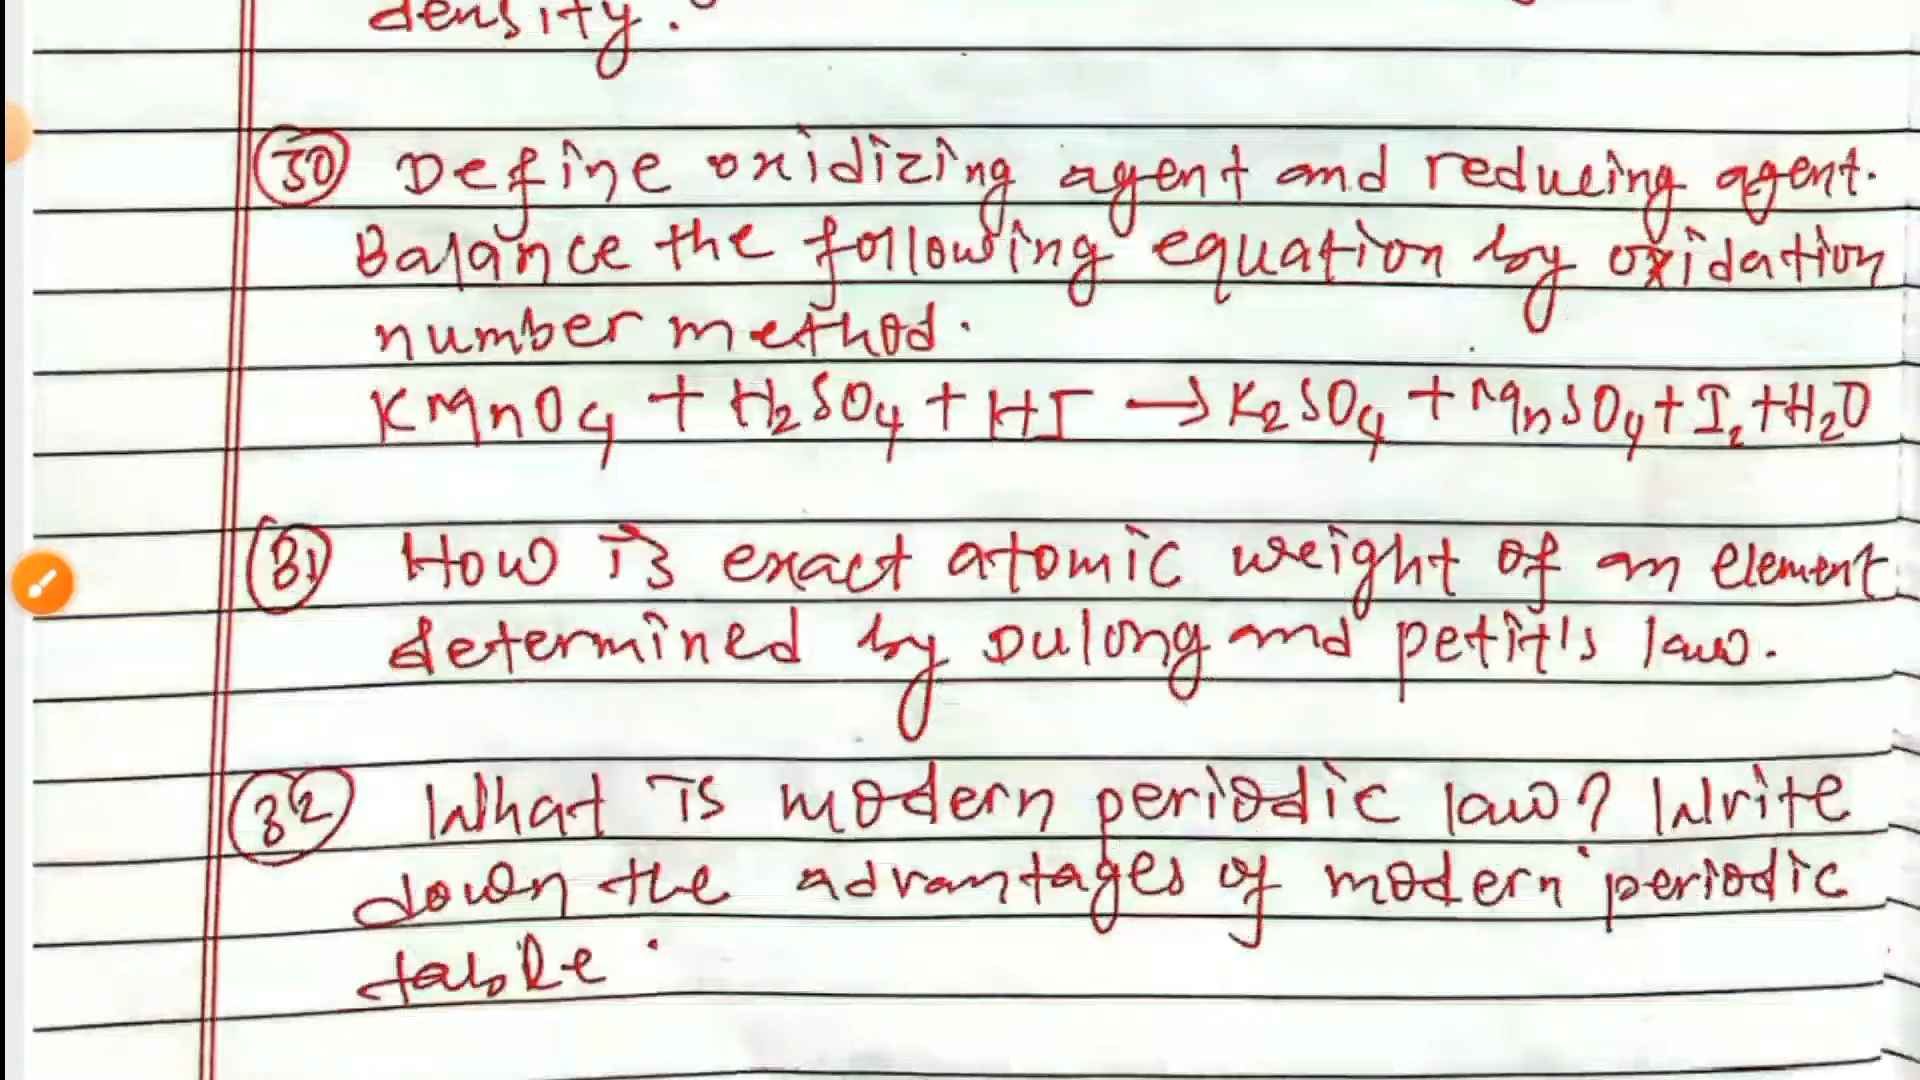 density.
30 Define oxidizing agent and reducing agent.
Balance the following equation by oxidation
number method.
KMnO4 + H2SO4 + HI → K2SO4 + MnSO4 + I2 + H2O
31 How is exact atomic weight of an element
determined by Dulong and petit's law.
32 What is modern periodic law? Write
down the advantages of modern periodic
table.